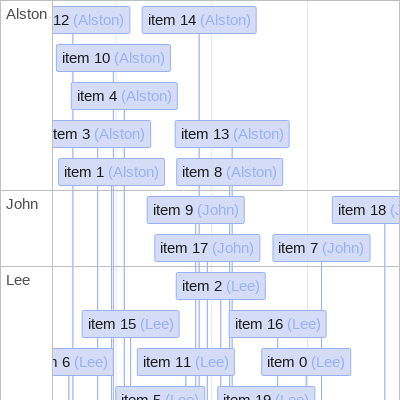 Alston
12 (Alston) item 14 (Alston)
item 10 (Alston)
item 4 (Alston)
item 3 (Alston) item 13 (Alston)
item 1 (Alston) item 8 (Alston)
John
item 9 (John) item 18
item 17 (John) item 7 (John)
Lee
item 2 (Lee)
item 15 (Lee) item 16 (Lee)
6 (Lee) item 11 (Lee) item 0 (Lee)
item 5 (Lee) item 19 (Lee)